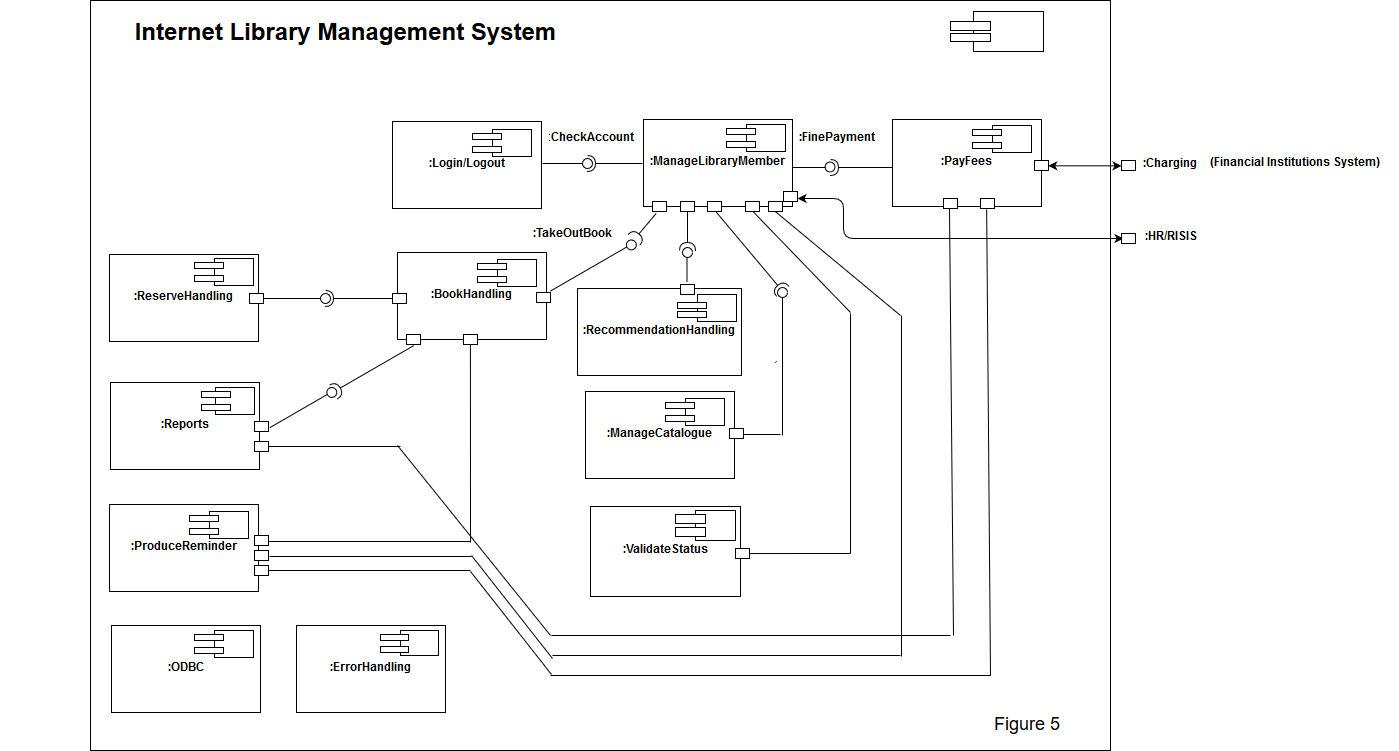 Internet Library Management System
:CheckAccount
:FinePayment
:Login/Logout
:ManageLibraryMember
:PayFees
:Charging
(Financial Institutions System)
:TakeOutBook
:HR/RISIS
:ReserveHandling
:BookHandling
:RecommendationHandling
:Reports
:ManageCatalogue
:ProduceReminder
:ValidateStatus
:ODBC
:ErrorHandling
Figure 5